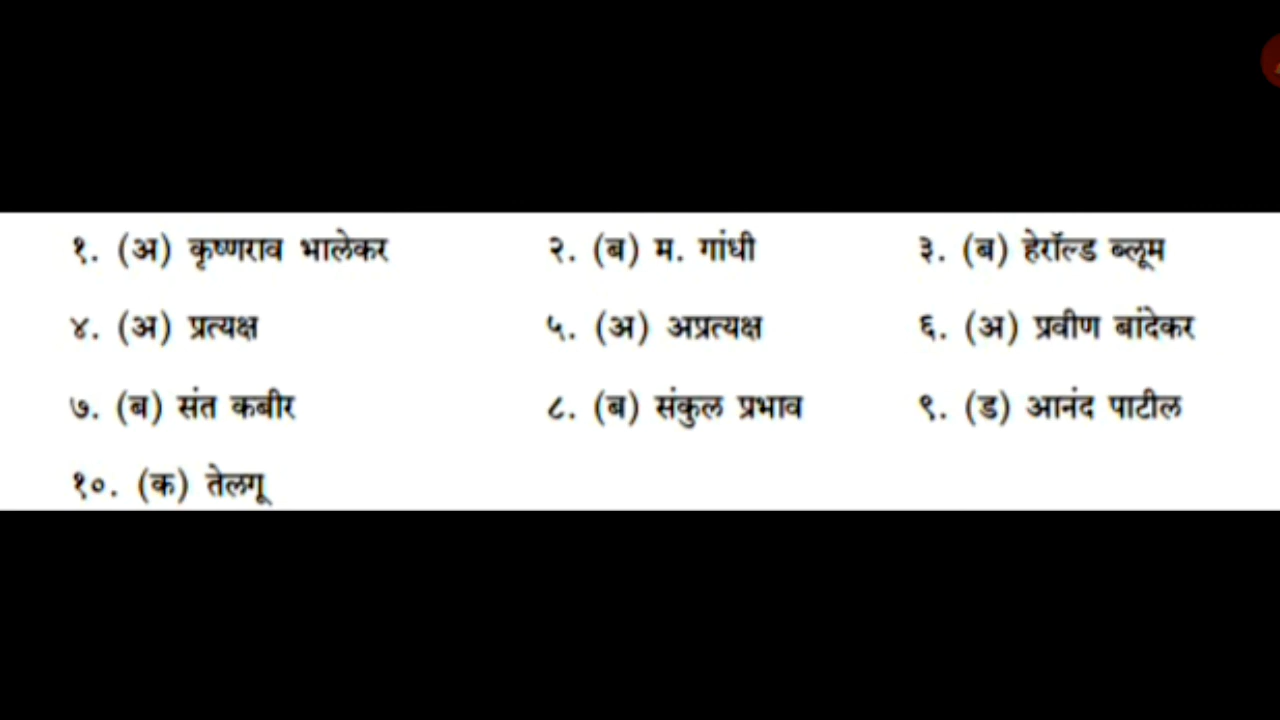 १. (अ) कृष्णराव भालेकर २. (ब) म. गांधी ३. (ब) हेरॉल्ड ब्लूम
४. (अ) प्रत्यक्ष ५. (अ) अप्रत्यक्ष ६. (अ) प्रवीण बांदेकर
७. (ब) संत कबीर ८. (ब) संकुल प्रभाव ९. (ड) आनंद पाटील
१०. (क) तेलगू